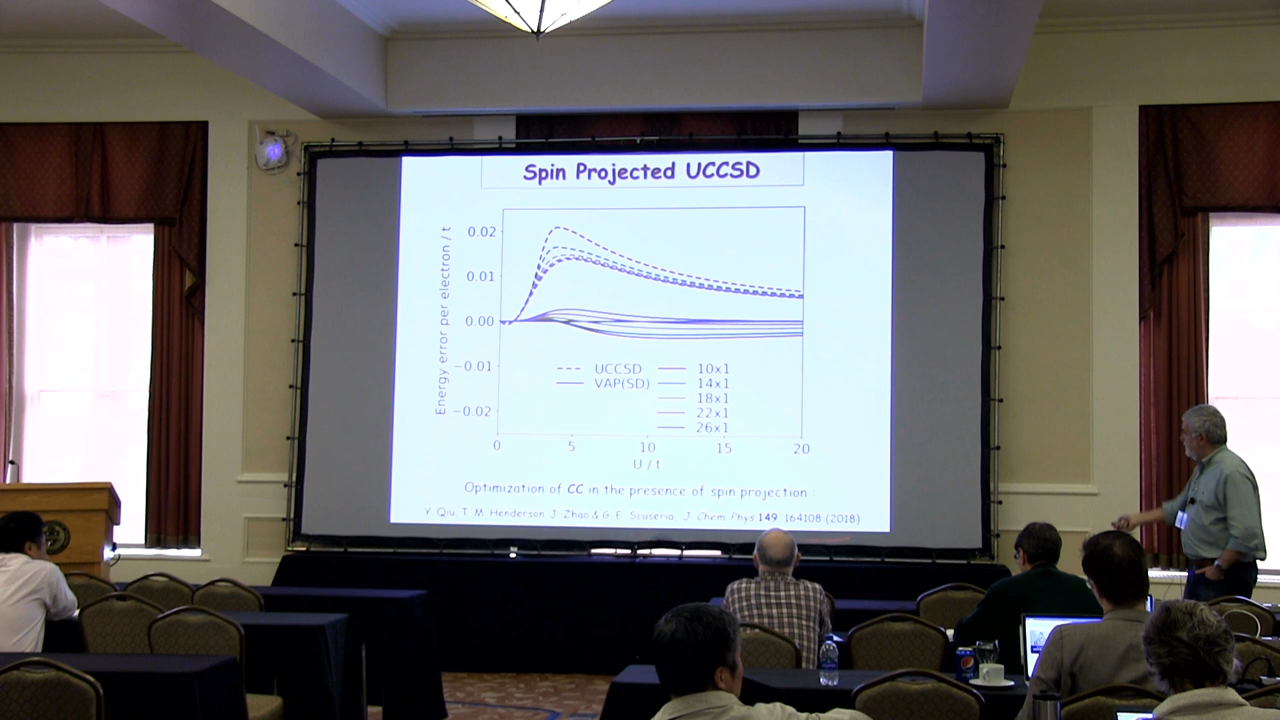 Spin Projected UCCSD
Energy error per electron / t
0.02
0.01
0.00
−0.01
−0.02
UCCSD
VAP(SD)
10x1
14x1
18x1
22x1
26x1
0 5 10 15 20
U / t
Optimization of CC in the presence of spin projection :
Y. Qiu, T. M. Henderson, J. Zhao & G. E. Scuseria, J. Chem. Phys. 149, 164108 (2018)